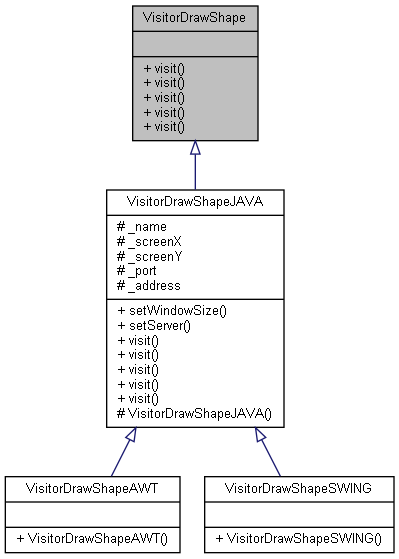 VisitorDrawShape
+ visit()
+ visit()
+ visit()
+ visit()
+ visit()
VisitorDrawShapeJAVA
# _name
# _screenX
# _screenY
# _port
# _address
+ setWindowSize()
+ setServer()
+ visit()
+ visit()
+ visit()
+ visit()
+ visit()
# VisitorDrawShapeJAVA()
VisitorDrawShapeAWT
+ VisitorDrawShapeAWT()
VisitorDrawShapeSWING
+ VisitorDrawShapeSWING()